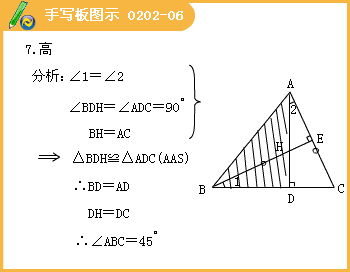 手写板图示 0202-06
7.高
分析:∠1=∠2
∠BDH=∠ADC=90°
BH=AC
⇒ △BDH≌△ADC(AAS)
∴BD=AD
DH=DC
∴∠ABC=45°
A
2
E
H
B
1
D
C